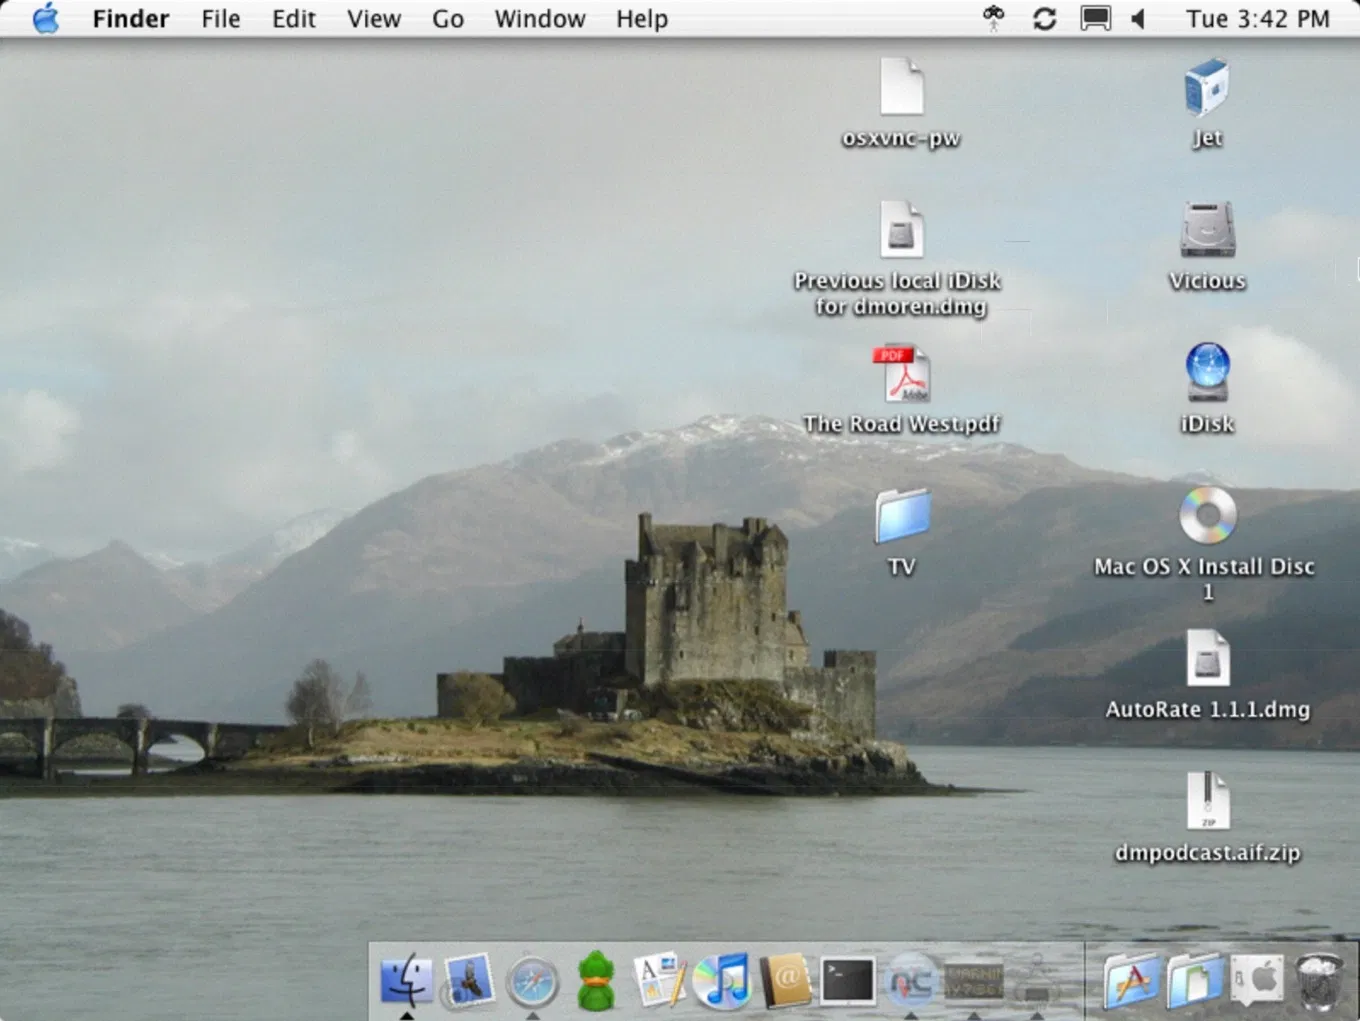 Finder File Edit View Go Window Help Tue 3:42 PM
osxvnc-pw
Jet
Previous local iDisk
for dmoren.dmg
Vicious
PDF
Adobe
The Road West.pdf
iDisk
TV
Mac OS X Install Disc
1
AutoRate 1.1.1.dmg
ZIP
dmpodcast.aif.zip